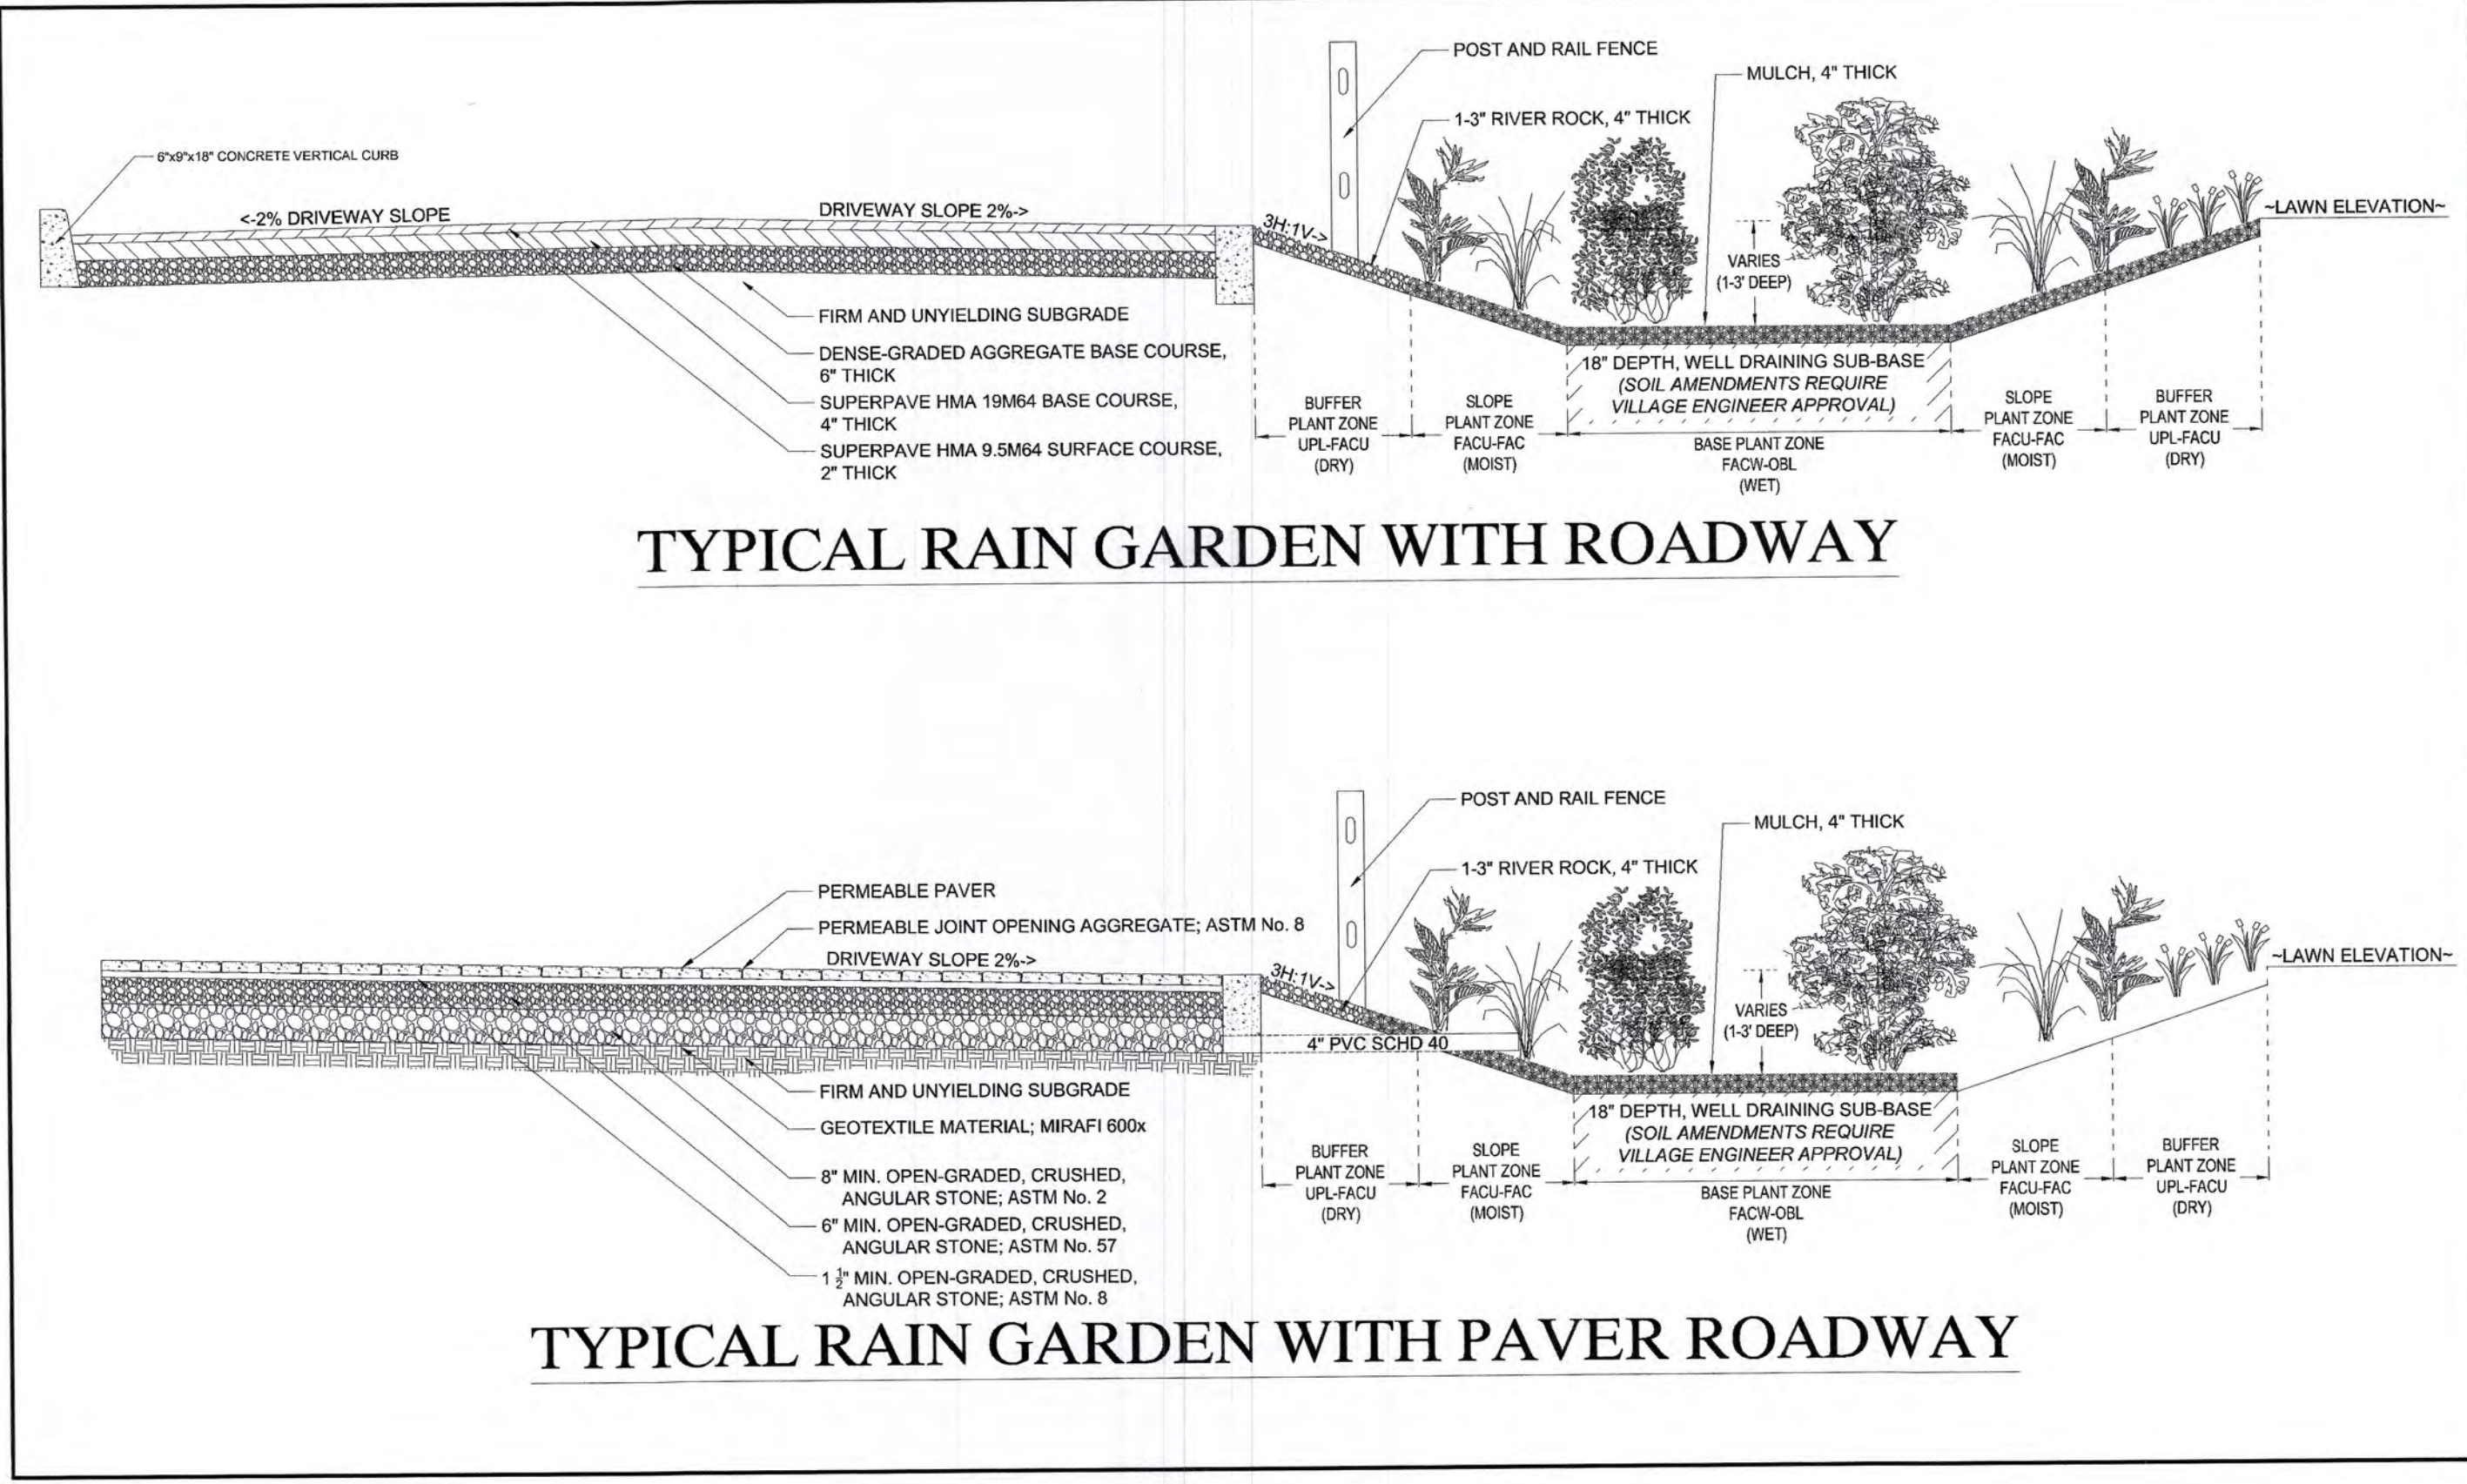 POST AND RAIL FENCE
MULCH, 4" THICK
1-3" RIVER ROCK, 4" THICK
6"x9"x18" CONCRETE VERTICAL CURB
<-2% DRIVEWAY SLOPE
DRIVEWAY SLOPE 2%->
3H:1V->
~LAWN ELEVATION~
VARIES
(1-3' DEEP)
FIRM AND UNYIELDING SUBGRADE
DENSE-GRADED AGGREGATE BASE COURSE,
6" THICK
SUPERPAVE HMA 19M64 BASE COURSE,
4" THICK
SUPERPAVE HMA 9.5M64 SURFACE COURSE,
2" THICK
BUFFER
PLANT ZONE
UPL-FACU
(DRY)
SLOPE
PLANT ZONE
FACU-FAC
(MOIST)
18" DEPTH, WELL DRAINING SUB-BASE
(SOIL AMENDMENTS REQUIRE
VILLAGE ENGINEER APPROVAL)
BASE PLANT ZONE
FACW-OBL
(WET)
SLOPE
PLANT ZONE
FACU-FAC
(MOIST)
BUFFER
PLANT ZONE
UPL-FACU
(DRY)
TYPICAL RAIN GARDEN WITH ROADWAY
POST AND RAIL FENCE
MULCH, 4" THICK
1-3" RIVER ROCK, 4" THICK
PERMEABLE PAVER
PERMEABLE JOINT OPENING AGGREGATE; ASTM No. 8
DRIVEWAY SLOPE 2%->
3H:1V->
~LAWN ELEVATION~
VARIES
(1-3' DEEP)
4" PVC SCHD 40
FIRM AND UNYIELDING SUBGRADE
GEOTEXTILE MATERIAL; MIRAFI 600x
8" MIN. OPEN-GRADED, CRUSHED,
ANGULAR STONE; ASTM No. 2
6" MIN. OPEN-GRADED, CRUSHED,
ANGULAR STONE; ASTM No. 57
1 ½" MIN. OPEN-GRADED, CRUSHED,
ANGULAR STONE; ASTM No. 8
BUFFER
PLANT ZONE
UPL-FACU
(DRY)
SLOPE
PLANT ZONE
FACU-FAC
(MOIST)
18" DEPTH, WELL DRAINING SUB-BASE
(SOIL AMENDMENTS REQUIRE
VILLAGE ENGINEER APPROVAL)
BASE PLANT ZONE
FACW-OBL
(WET)
SLOPE
PLANT ZONE
FACU-FAC
(MOIST)
BUFFER
PLANT ZONE
UPL-FACU
(DRY)
TYPICAL RAIN GARDEN WITH PAVER ROADWAY